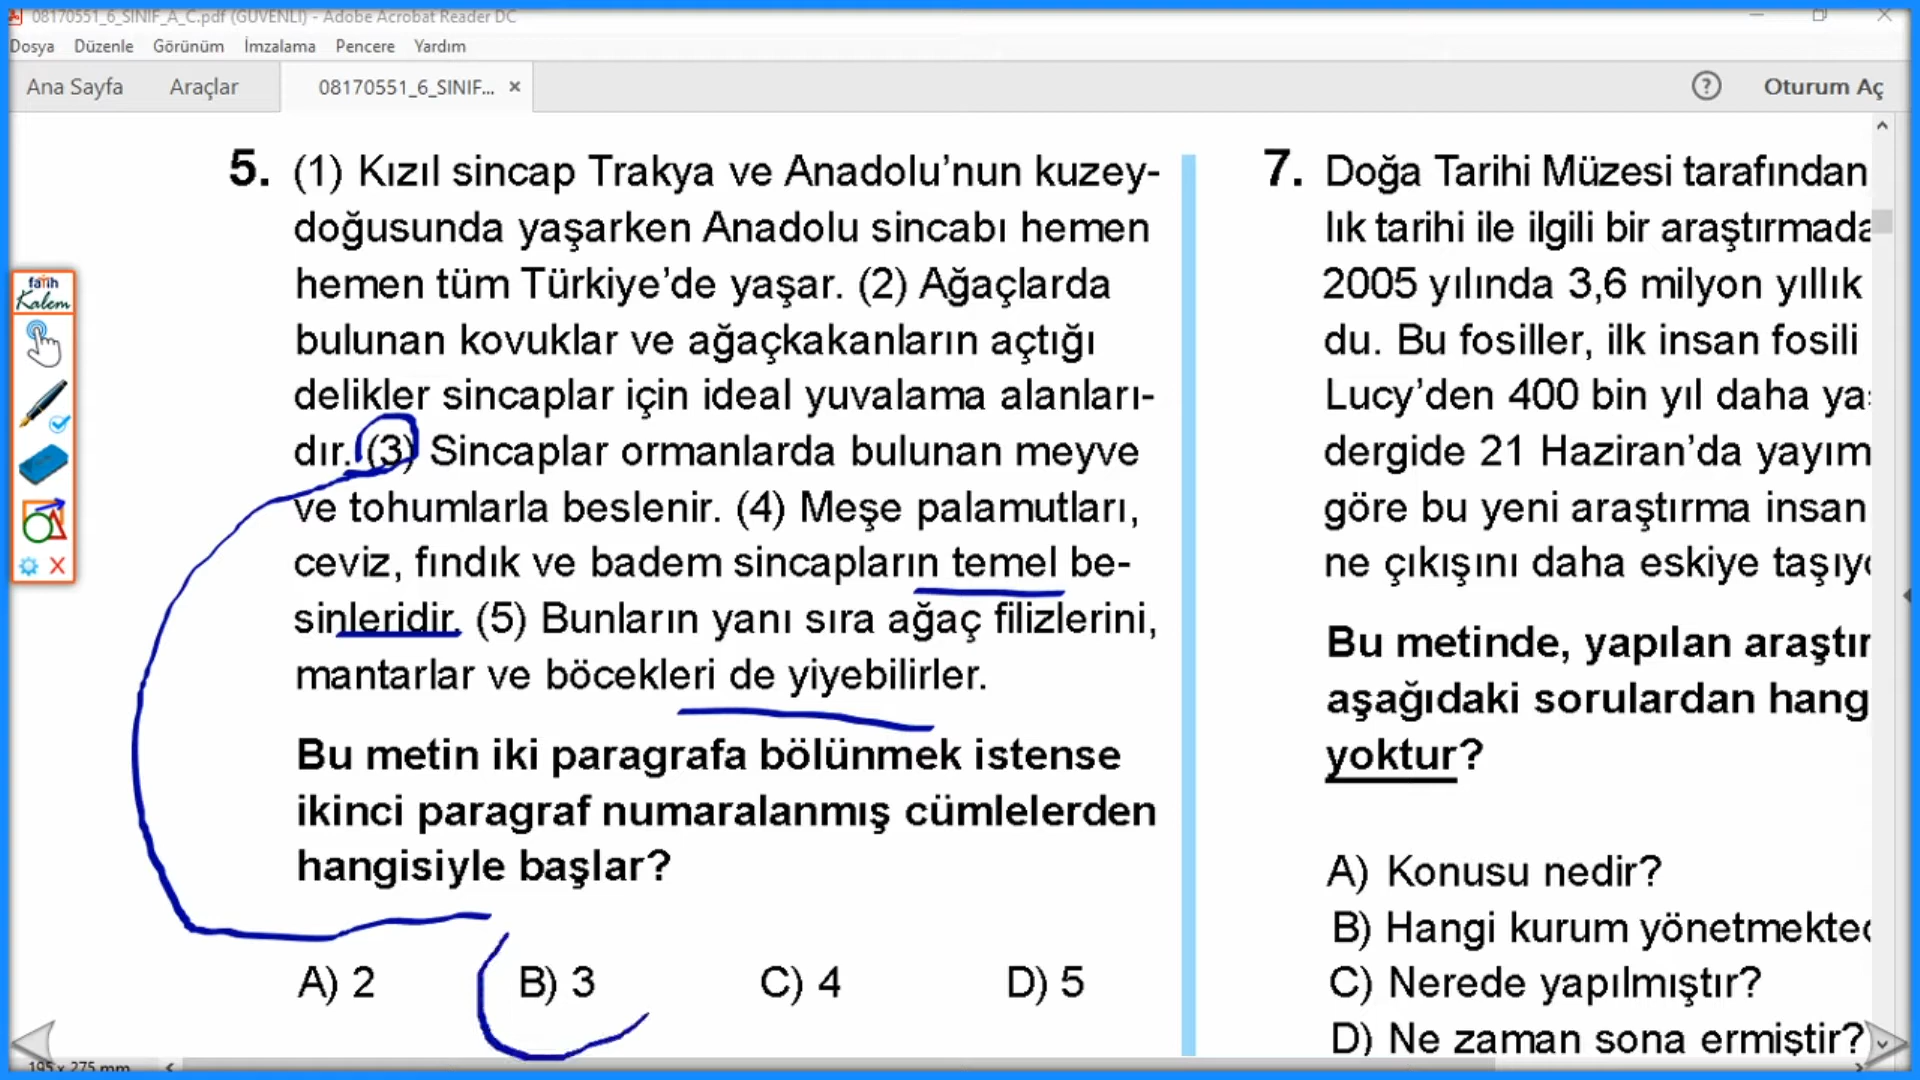 08170551_6_SINIF_A_C.pdf (GÜVENLİ) - Adobe Acrobat Reader DC
Dosya Düzenle Görünüm İmzalama Pencere Yardım
Ana Sayfa Araçlar 08170551_6_SINIF... × ? Oturum Aç
fatih
Kalem
5. (1) Kızıl sincap Trakya ve Anadolu’nun kuzey-
doğusunda yaşarken Anadolu sincabı hemen
hemen tüm Türkiye’de yaşar. (2) Ağaçlarda
bulunan kovuklar ve ağaçkakanların açtığı
delikler sincaplar için ideal yuvalama alanları-
dır. (3) Sincaplar ormanlarda bulunan meyve
ve tohumlarla beslenir. (4) Meşe palamutları,
ceviz, fındık ve badem sincapların temel be-
sinleridir. (5) Bunların yanı sıra ağaç filizlerini,
mantarlar ve böcekleri de yiyebilirler.
Bu metin iki paragrafa bölünmek istense
ikinci paragraf numaralanmış cümlelerden
hangisiyle başlar?
A) 2 B) 3 C) 4 D) 5
7. Doğa Tarihi Müzesi tarafından
lık tarihi ile ilgili bir araştırmada
2005 yılında 3,6 milyon yıllık
du. Bu fosiller, ilk insan fosili
Lucy’den 400 bin yıl daha
dergide 21 Haziran’da yayım
göre bu yeni araştırma insan
ne çıkışını daha eskiye
Bu metinde, yapılan
aşağıdaki sorulardan hang
yoktur?
A) Konusu nedir?
B) Hangi kurum
C) Nerede yapılmıştır?
D) Ne zaman sona ermiştir?
195 x 275 mm